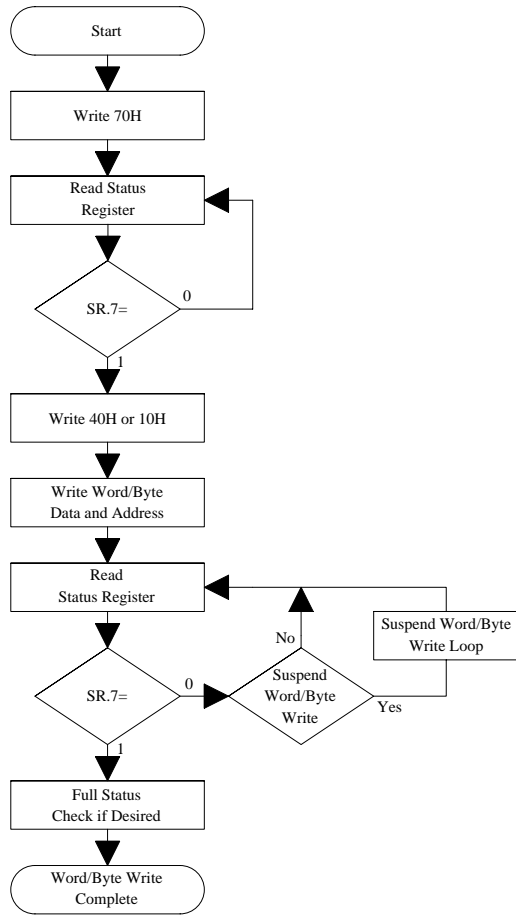 Start
Write 70H
Read Status
Register
SR.7=
0
1
Write 40H or 10H
Write Word/Byte
Data and Address
Read
Status Register
SR.7=
0
1
Suspend
Word/Byte
Write
No
Yes
Suspend Word/Byte
Write Loop
Full Status
Check if Desired
Word/Byte Write
Complete